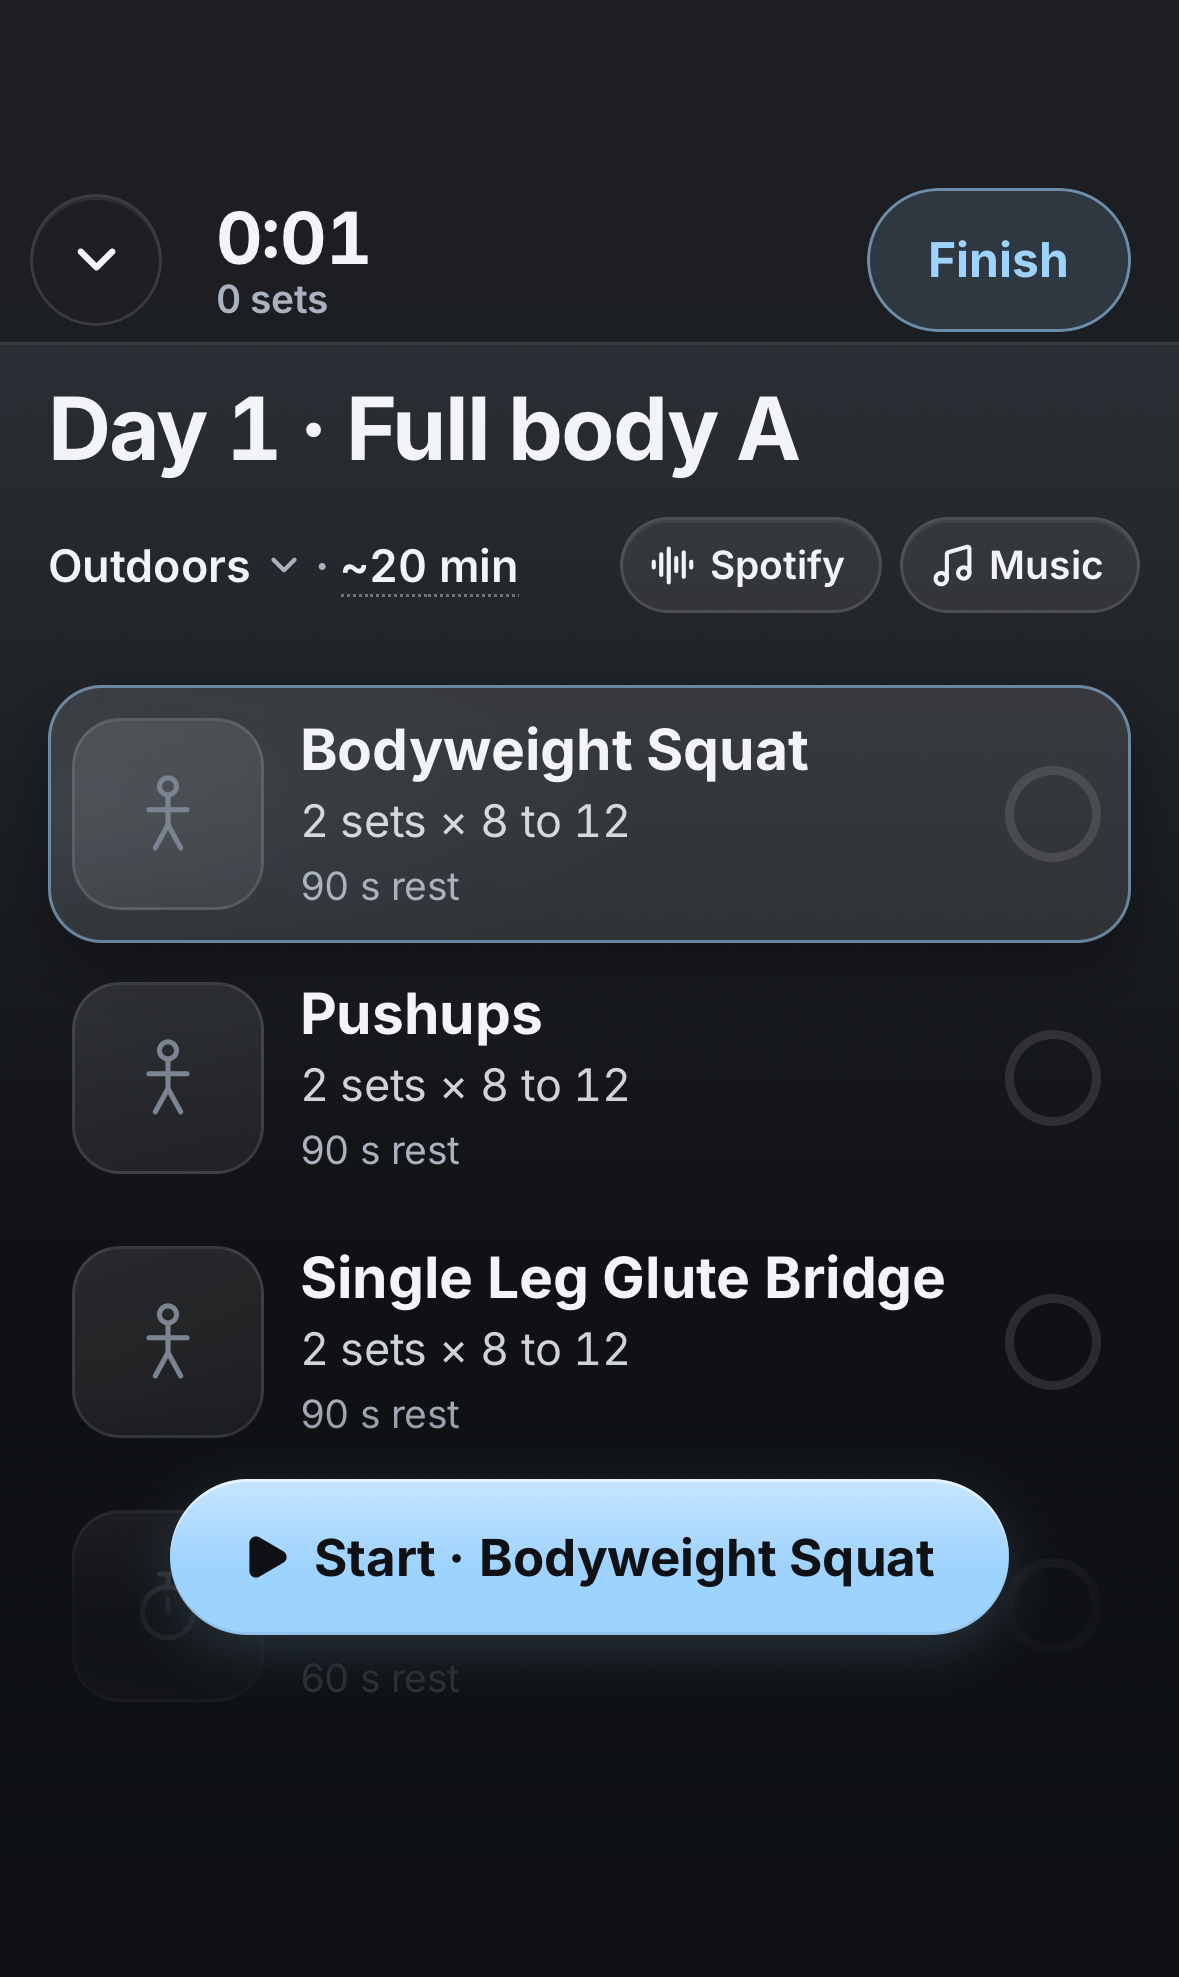 0:01
0 sets
Finish
Day 1 · Full body A
Outdoors · ~20 min
Spotify
Music
Bodyweight Squat
2 sets × 8 to 12
90 s rest
Pushups
2 sets × 8 to 12
90 s rest
Single Leg Glute Bridge
2 sets × 8 to 12
90 s rest
Start · Bodyweight Squat
60 s rest